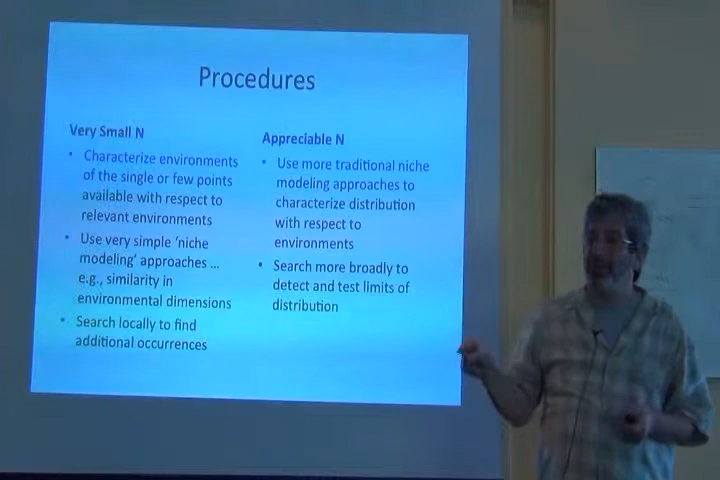 Procedures
Very Small N
• Characterize environments
of the single or few points
available with respect to
relevant environments
• Use very simple ‘niche
modeling’ approaches …
e.g., similarity in
environmental dimensions
• Search locally to find
additional occurrences
Appreciable N
• Use more traditional niche
modeling approaches to
characterize distribution
with respect to
environments
• Search more broadly to
detect and test limits of
distribution